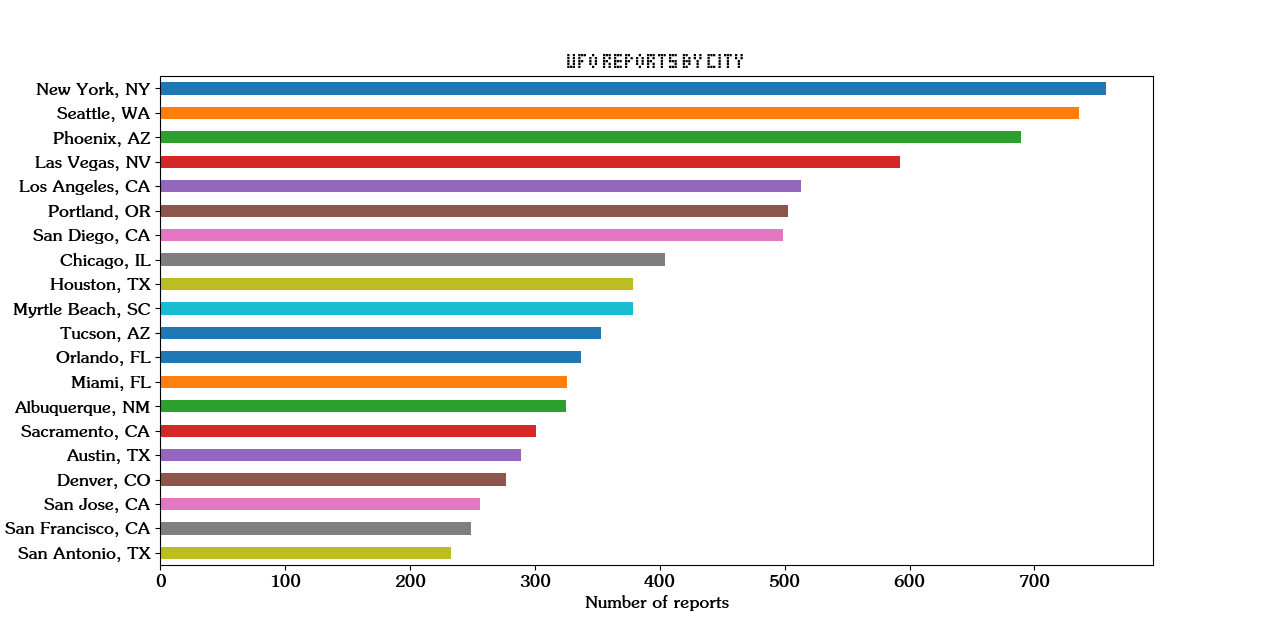 UFO REPORTS BY CITY
New York, NY
Seattle, WA
Phoenix, AZ
Las Vegas, NV
Los Angeles, CA
Portland, OR
San Diego, CA
Chicago, IL
Houston, TX
Myrtle Beach, SC
Tucson, AZ
Orlando, FL
Miami, FL
Albuquerque, NM
Sacramento, CA
Austin, TX
Denver, CO
San Jose, CA
San Francisco, CA
San Antonio, TX
0 100 200 300 400 500 600 700
Number of reports